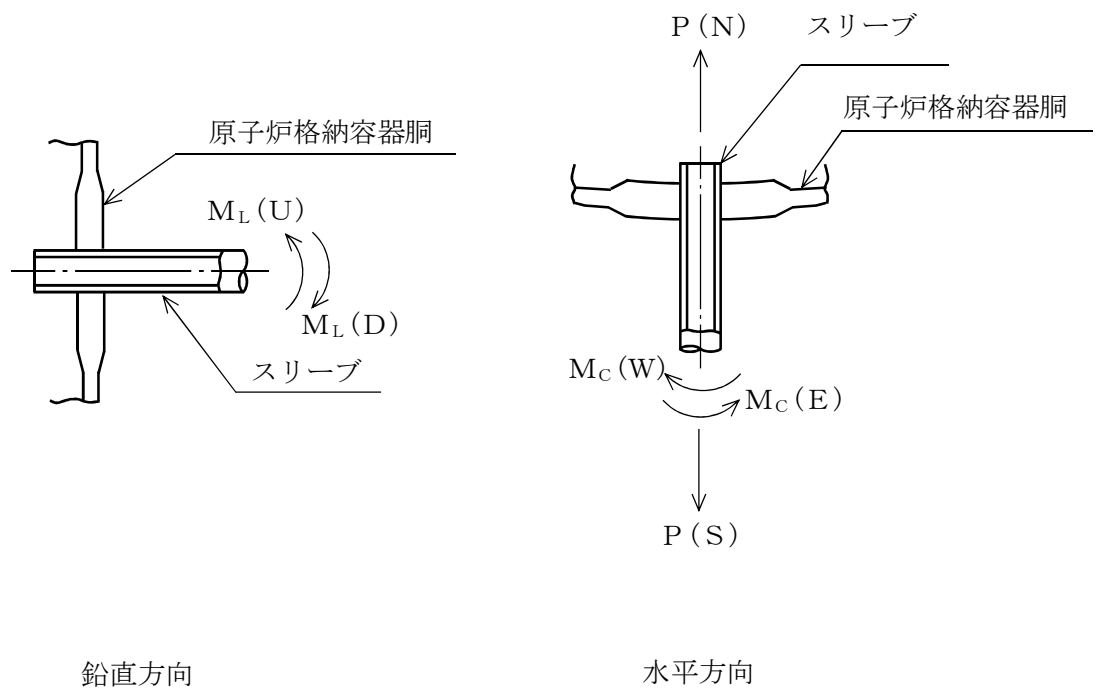 原子炉格納容器胴
M_L(U)
M_L(D)
スリーブ
鉛直方向
P(N)
スリーブ
原子炉格納容器胴
M_C(W)
M_C(E)
P(S)
水平方向